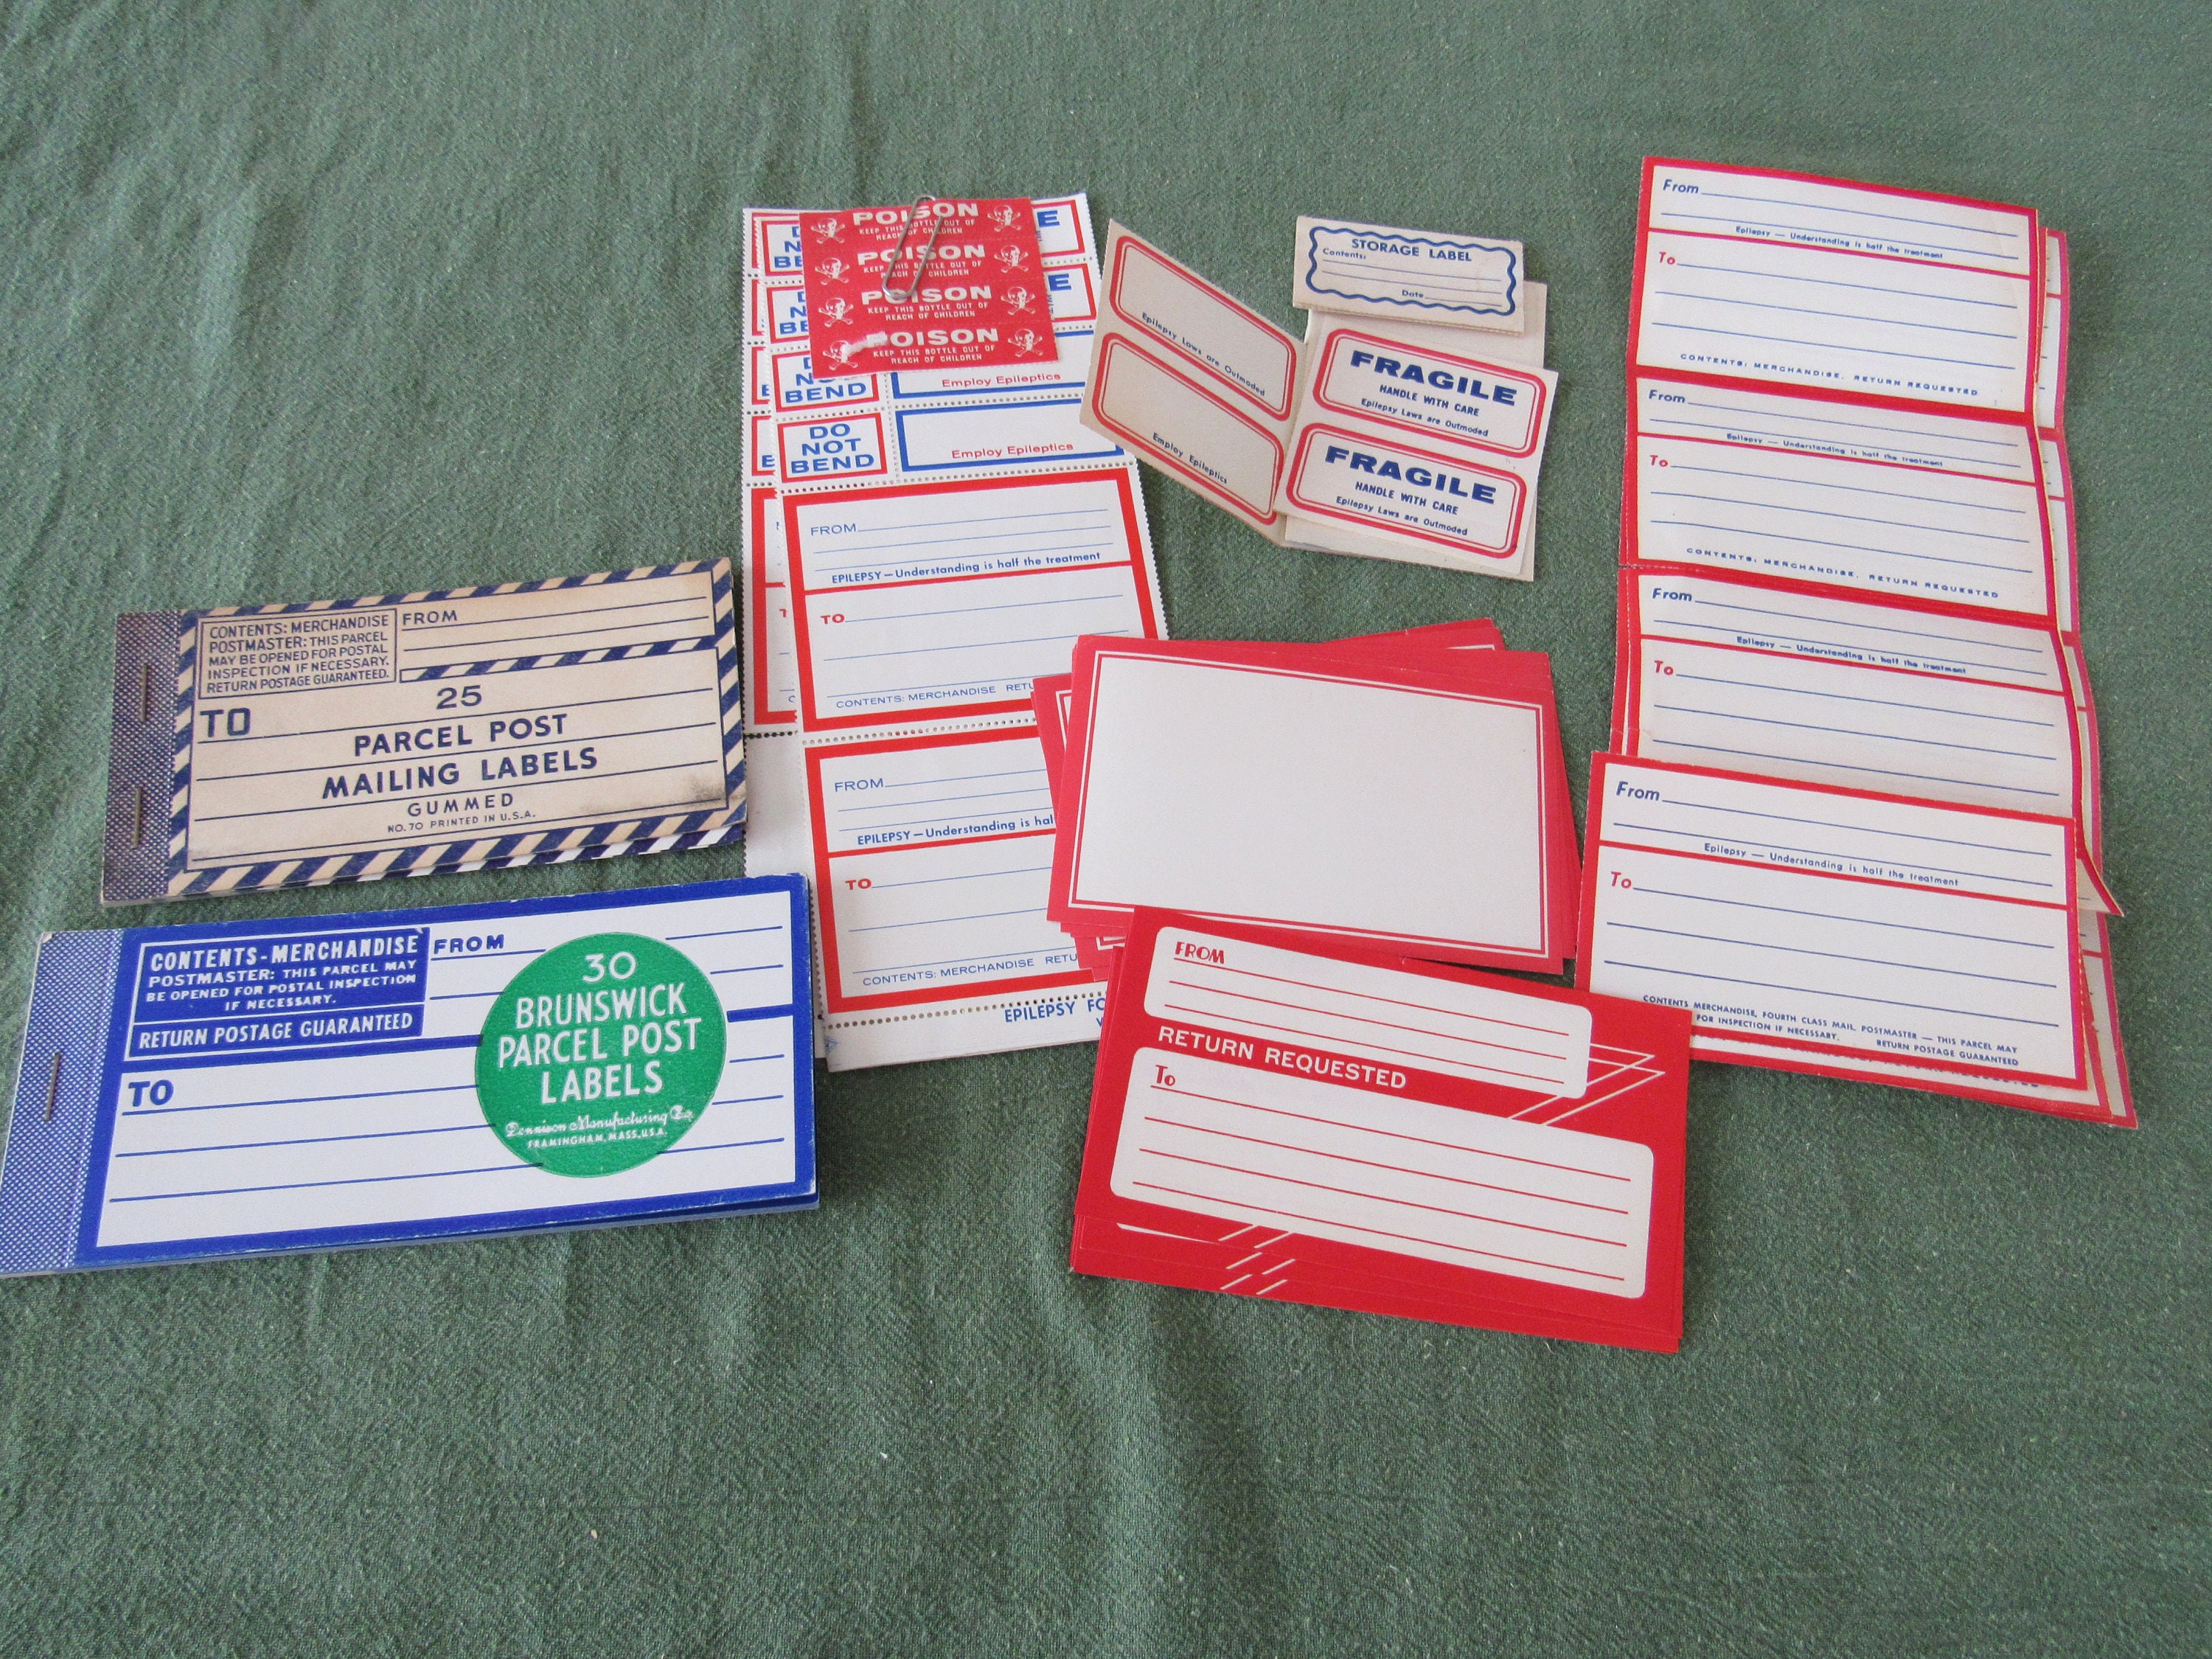 CONTENTS: MERCHANDISE
POSTMASTER: THIS PARCEL
MAY BE OPENED FOR POSTAL
INSPECTION IF NECESSARY.
RETURN POSTAGE GUARANTEED.
FROM
TO
25
PARCEL POST
MAILING LABELS
GUMMED
NO. 70 PRINTED IN U.S.A.
CONTENTS-MERCHANDISE
POSTMASTER: THIS PARCEL MAY
BE OPENED FOR POSTAL INSPECTION
IF NECESSARY.
RETURN POSTAGE GUARANTEED
FROM
TO
30
BRUNSWICK
PARCEL POST
LABELS
Dennison Manufacturing Co.
FRAMINGHAM, MASS., U.S.A.
POISON
KEEP THIS BOTTLE OUT OF
REACH OF CHILDREN
POISON
KEEP THIS BOTTLE OUT OF
REACH OF CHILDREN
POISON
KEEP THIS BOTTLE OUT OF
REACH OF CHILDREN
POISON
KEEP THIS BOTTLE OUT OF
REACH OF CHILDREN
BEND
Employ Epileptics
DO
NOT
BEND
Employ Epileptics
FROM
EPILEPSY — Understanding is half the treatment
TO
CONTENTS: MERCHANDISE
FROM
EPILEPSY — Understanding is
TO
CONTENTS: MERCHANDISE
EPILEPSY
Epilepsy Laws are Outmoded
Employ Epileptics
STORAGE LABEL
Contents:
Date
FRAGILE
HANDLE WITH CARE
Epilepsy Laws are Outmoded
FRAGILE
HANDLE WITH CARE
Epilepsy Laws are Outmoded
FROM
RETURN REQUESTED
To
From
Epilepsy — Understanding is half the treatment
To
CONTENTS: MERCHANDISE, RETURN REQUESTED
From
Epilepsy — Understanding is half the treatment
To
CONTENTS: MERCHANDISE, RETURN REQUESTED
From
Epilepsy — Understanding is half the treatment
To
From
Epilepsy — Understanding is half the treatment
To
CONTENTS MERCHANDISE, FOURTH CLASS MAIL. POSTMASTER — THIS PARCEL MAY
FOR INSPECTION IF NECESSARY. RETURN POSTAGE GUARANTEED